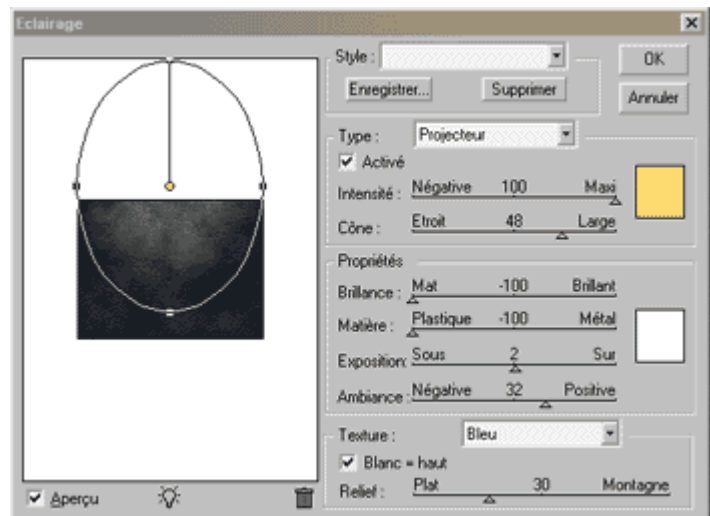 Eclairage
Style :
OK
Enregistrer...
Supprimer
Annuler
Type :
Projecteur
Activé
Intensité :
Négative
100
Maxi
Cône :
Etroit
48
Large
Propriétés
Brillance :
Mat
-100
Brillant
Matière :
Plastique
-100
Métal
Exposition:
Sous
2
Sur
Ambiance :
Négative
32
Positive
Texture :
Bleu
Blanc = haut
Relief :
Plat
30
Montagne
Aperçu